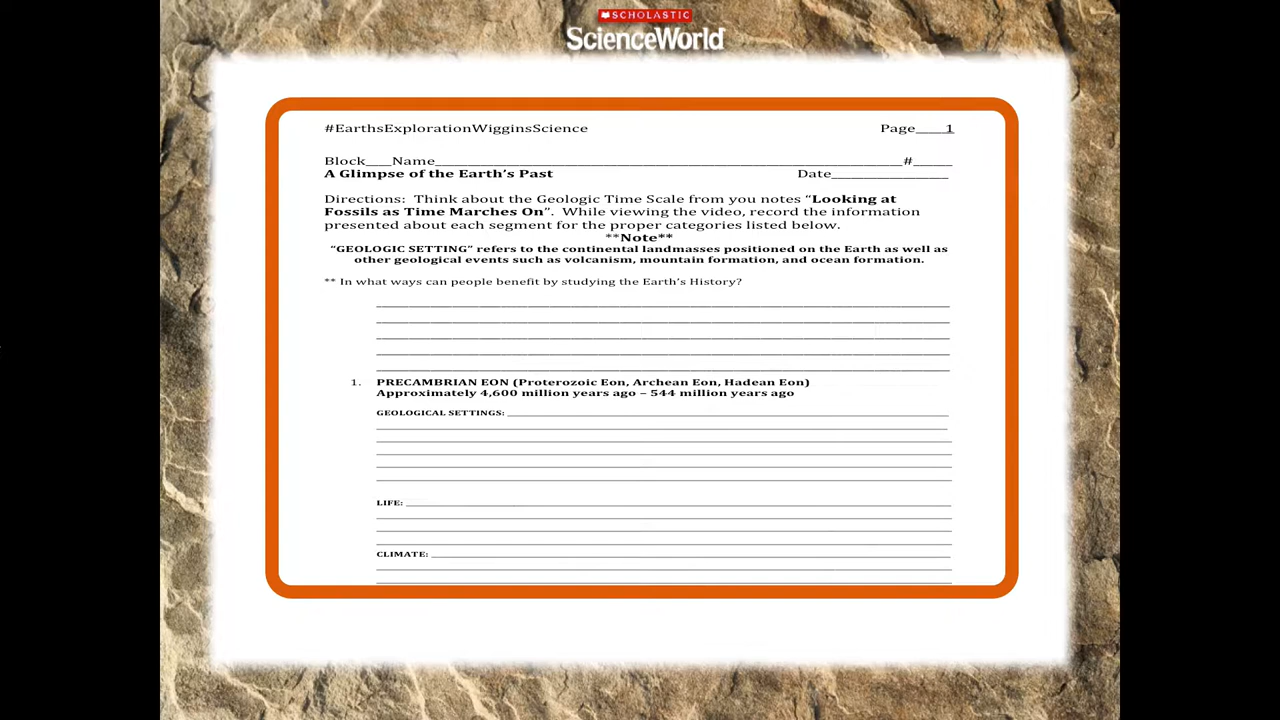 SCHOLASTIC
ScienceWorld
#EarthsExplorationWigginsScience Page____1
Block___Name___#___
A Glimpse of the Earth's Past Date___
Directions: Think about the Geologic Time Scale from you notes “Looking at
Fossils as Time Marches On”. While viewing the video, record the information
presented about each segment for the proper categories listed below.
**Note**
“GEOLOGIC SETTING” refers to the continental landmasses positioned on the Earth as well as
other geological events such as volcanism, mountain formation, and ocean formation.
** In what ways can people benefit by studying the Earth's History?
1. PRECAMBRIAN EON (Proterozoic Eon, Archean Eon, Hadean Eon)
Approximately 4,600 million years ago – 544 million years ago
GEOLOGICAL SETTINGS:
LIFE:
CLIMATE: